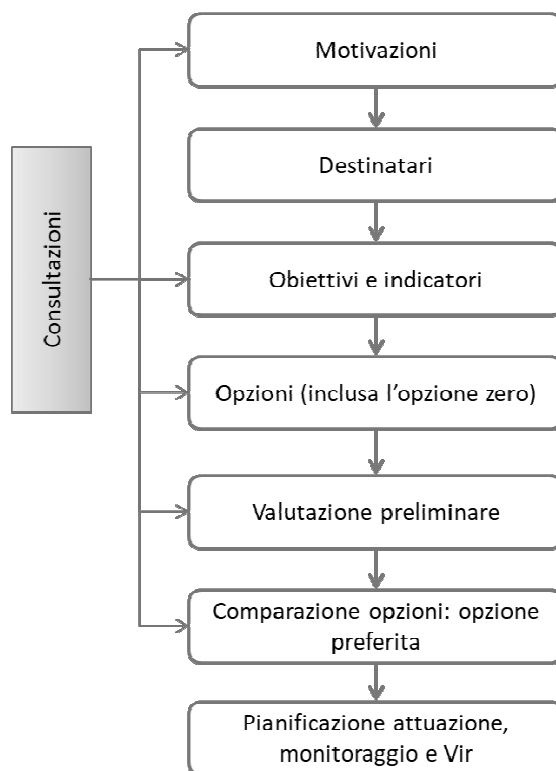 Motivazioni
Destinatari
Consultazioni
Obiettivi e indicatori
Opzioni (inclusa l'opzione zero)
Valutazione preliminare
Comparazione opzioni: opzione
preferita
Pianificazione attuazione,
monitoraggio e Vir